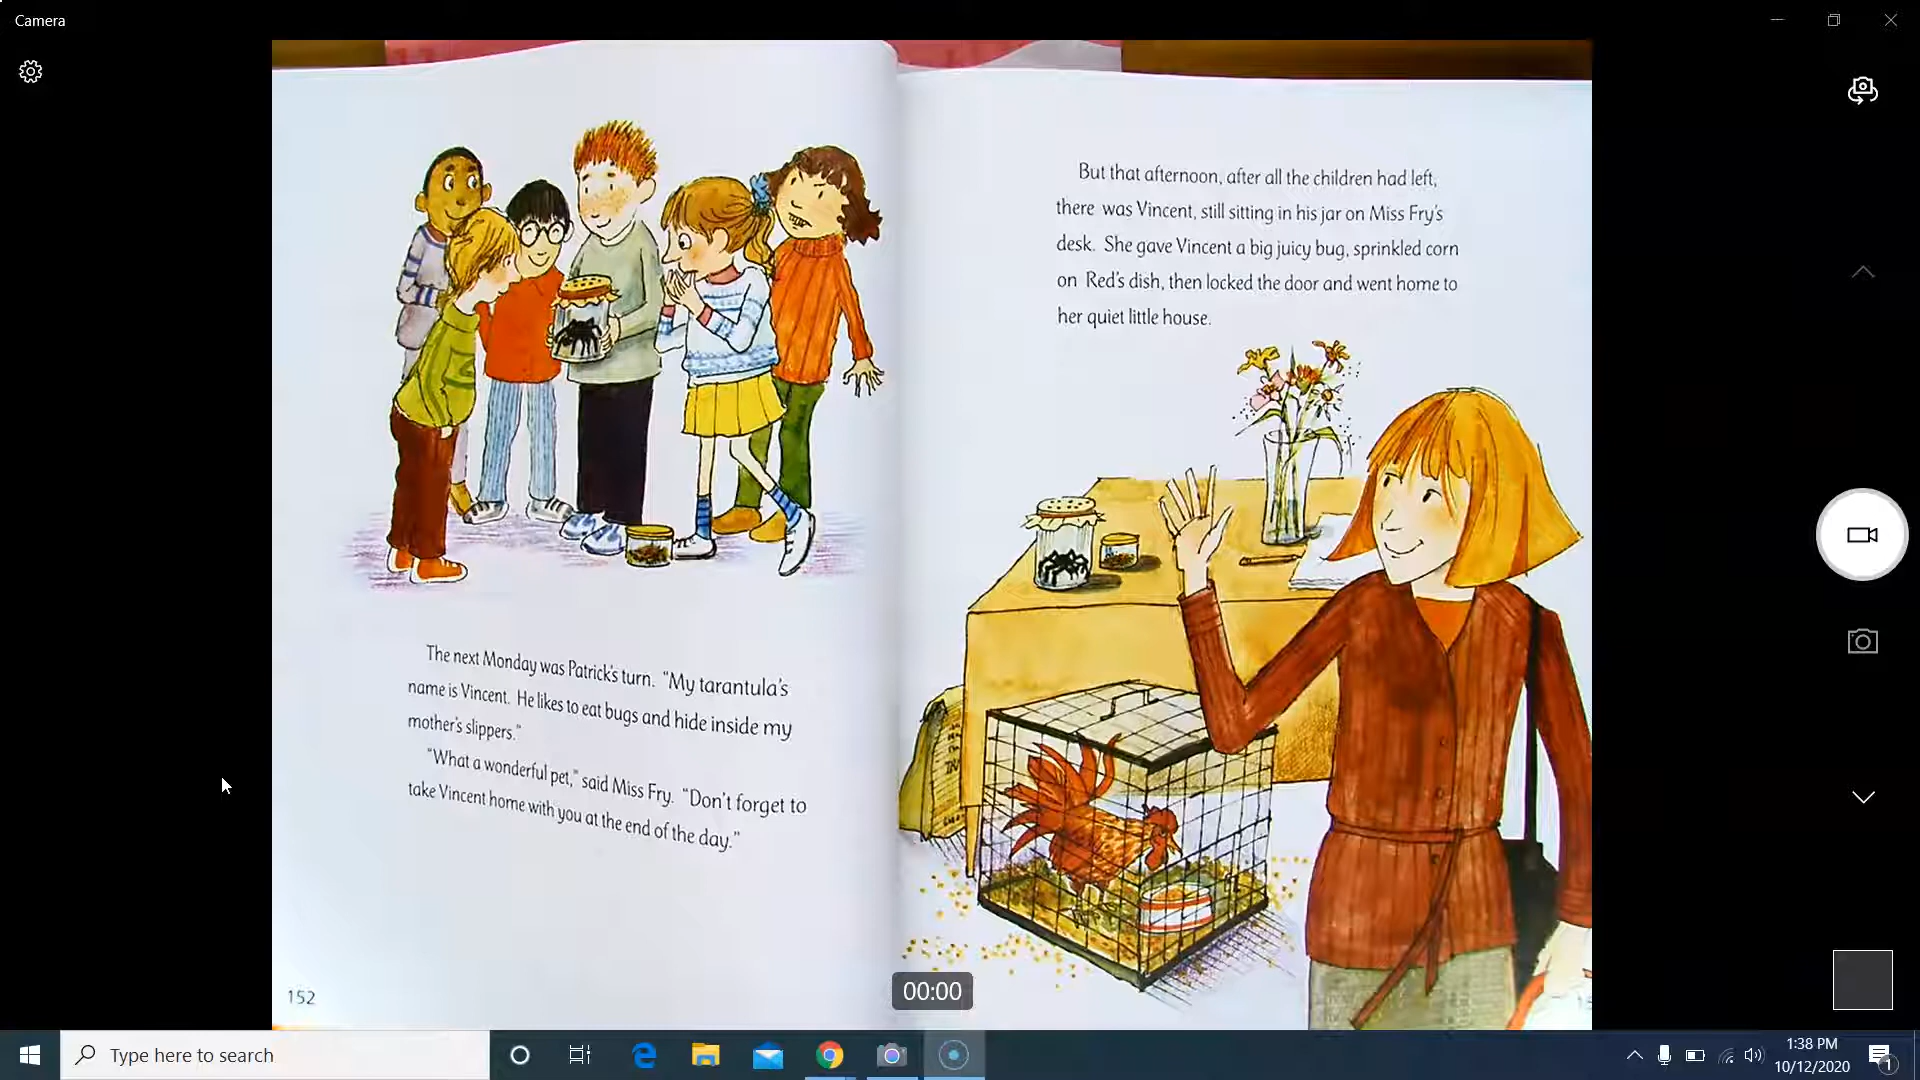 Camera
The next Monday was Patrick's turn. "My tarantula's
name is Vincent. He likes to eat bugs and hide inside my
mother's slippers."
"What a wonderful pet," said Miss Fry. "Don't forget to
take Vincent home with you at the end of the day."
152
But that afternoon, after all the children had left,
there was Vincent, still sitting in his jar on Miss Fry's
desk. She gave Vincent a big juicy bug, sprinkled corn
on Red's dish, then locked the door and went home to
her quiet little house.
00:00
Type here to search
1:38 PM
10/12/2020
1